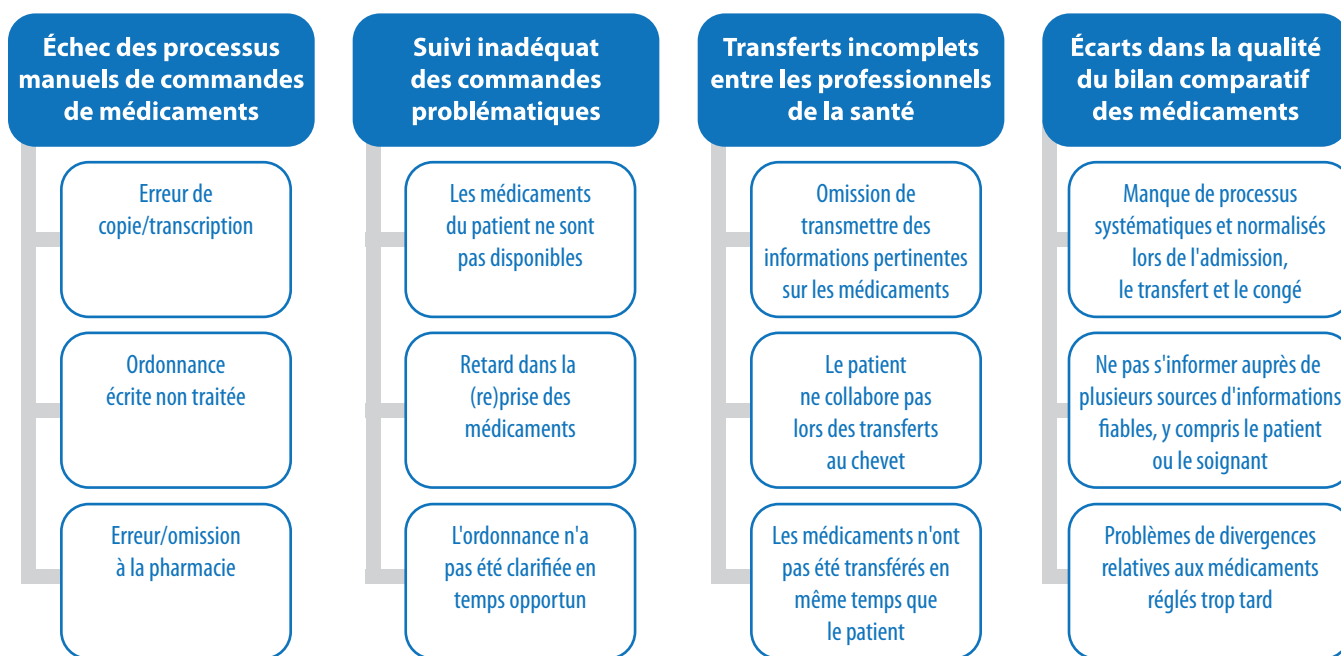 Échec des processus
manuels de commandes
de médicaments
Erreur de
copie/transcription
Ordonnance
écrite non traitée
Erreur/omission
à la pharmacie
Suivi inadéquat
des commandes
problématiques
Les médicaments
du patient ne sont
pas disponibles
Retard dans la
(re)prise des
médicaments
L'ordonnance n'a
pas été clarifiée en
temps opportun
Transferts incomplets
entre les professionnels
de la santé
Omission de
transmettre des
informations pertinentes
sur les médicaments
Le patient
ne collabore pas
lors des transferts
au chevet
Les médicaments n'ont
pas été transférés en
même temps que
le patient
Écarts dans la qualité
du bilan comparatif
des médicaments
Manque de processus
systématiques et normalisés
lors de l'admission,
le transfert et le congé
Ne pas s'informer auprès de
plusieurs sources d'informations
fiables, y compris le patient
ou le soignant
Problèmes de divergences
relatives aux médicaments
réglés trop tard